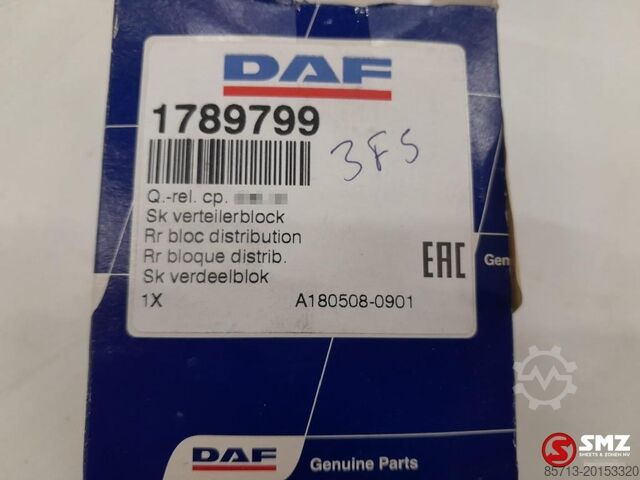 DAF
1789799
3FS
Q.-rel. cp.
Sk verteilerblock
Rr bloc distribution
Rr bloque distrib.
Sk verdeelblok
EAC
Gen
1X A180508-0901
DAF
Genuine Parts
SMZ
SHEETS & ZONEN NV
85713-20153320